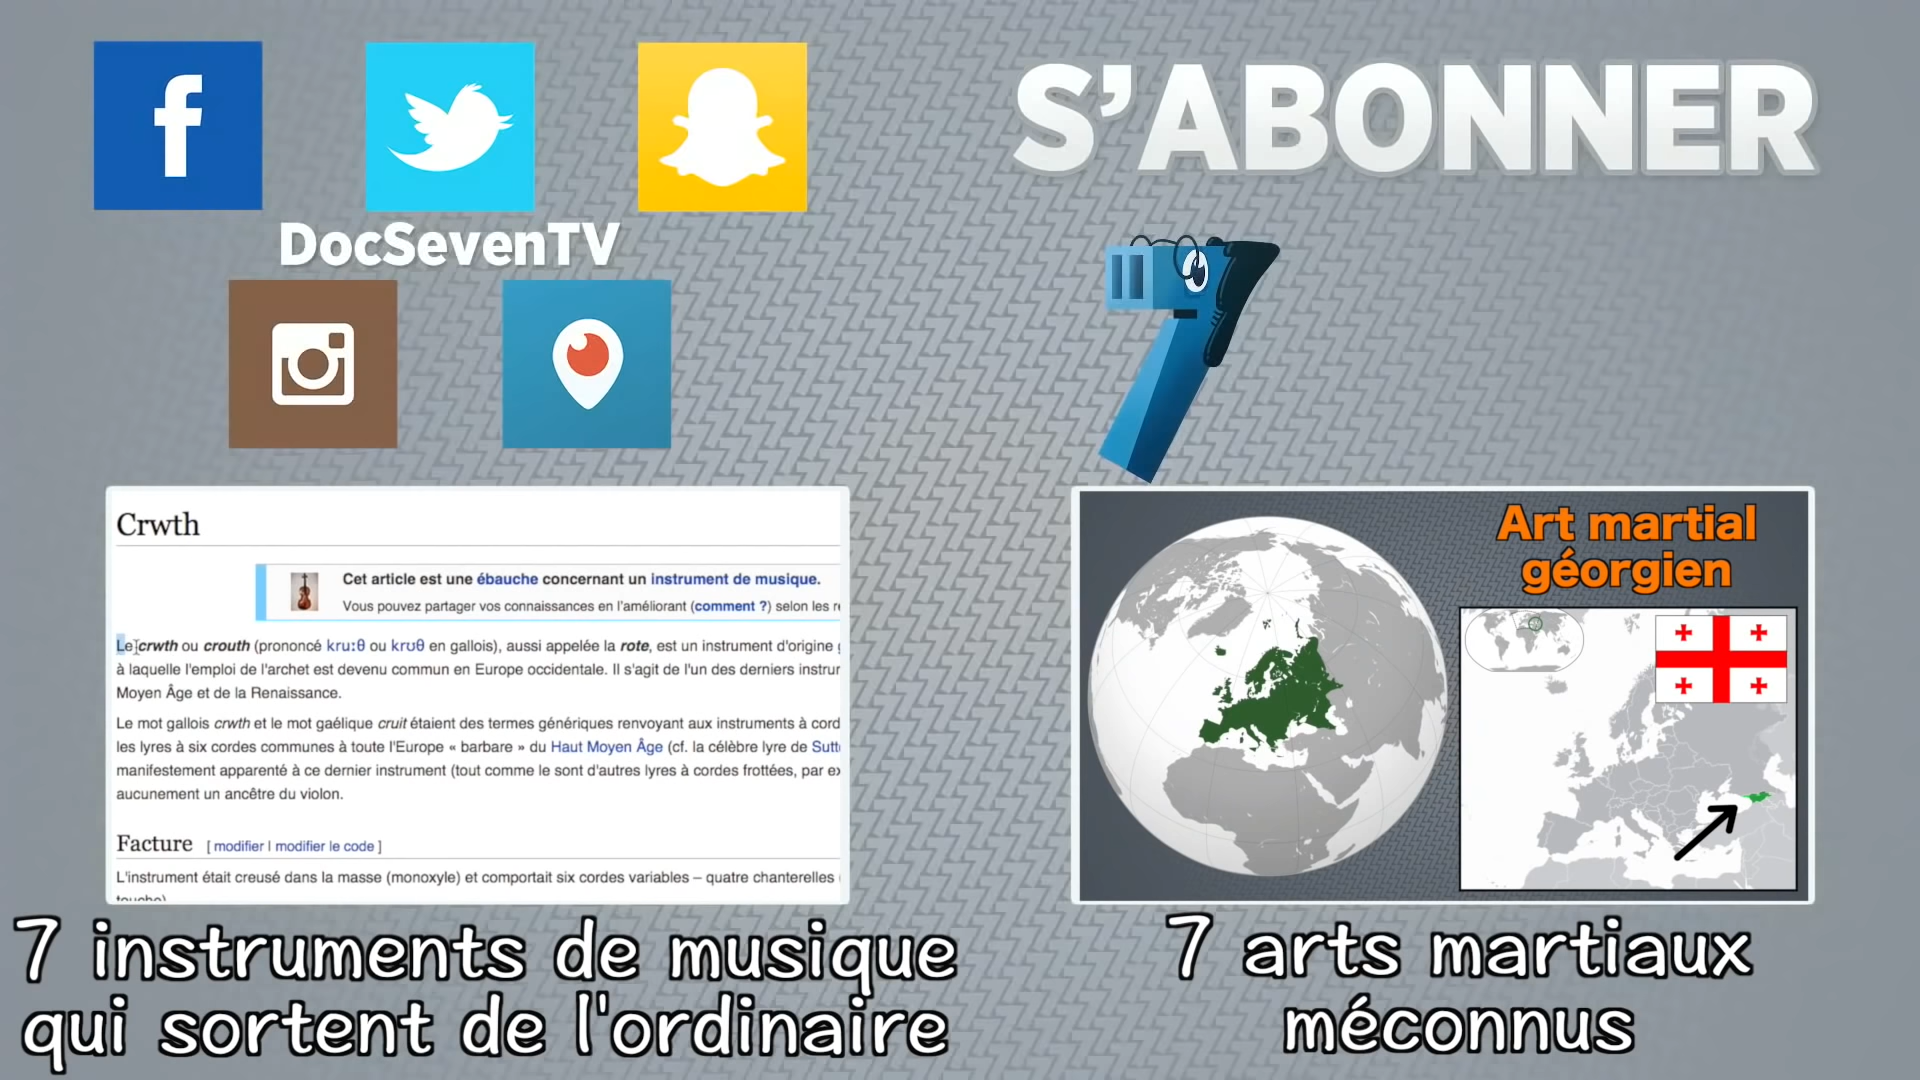 S'ABONNER
DocSevenTV
Crwth
Cet article est une ébauche concernant un instrument de musique.
Vous pouvez partager vos connaissances en l'améliorant (comment ?) selon les
Le crwth ou crouth (prononcé kruːθ ou krʊθ en gallois), aussi appelée la rote, est un instrument d'origine
à laquelle l'emploi de l'archet est devenu commun en Europe occidentale. Il s'agit de l'un des derniers instrur
Moyen Âge et de la Renaissance.
Le mot gallois crwth et le mot gaélique cruit étaient des termes génériques renvoyant aux instruments à cord
les lyres à six cordes communes à toute l'Europe « barbare » du Haut Moyen Âge (cf. la célèbre lyre de Sutt
manifestement apparenté à ce dernier instrument (tout comme le sont d'autres lyres à cordes frottées, par ex
aucunement un ancêtre du violon.
Facture [ modifier | modifier le code ]
L'instrument était creusé dans la masse (monoxyle) et comportait six cordes variables – quatre chanterelles
touche)
Art martial
géorgien
7 instruments de musique
qui sortent de l'ordinaire
7 arts martiaux
méconnus